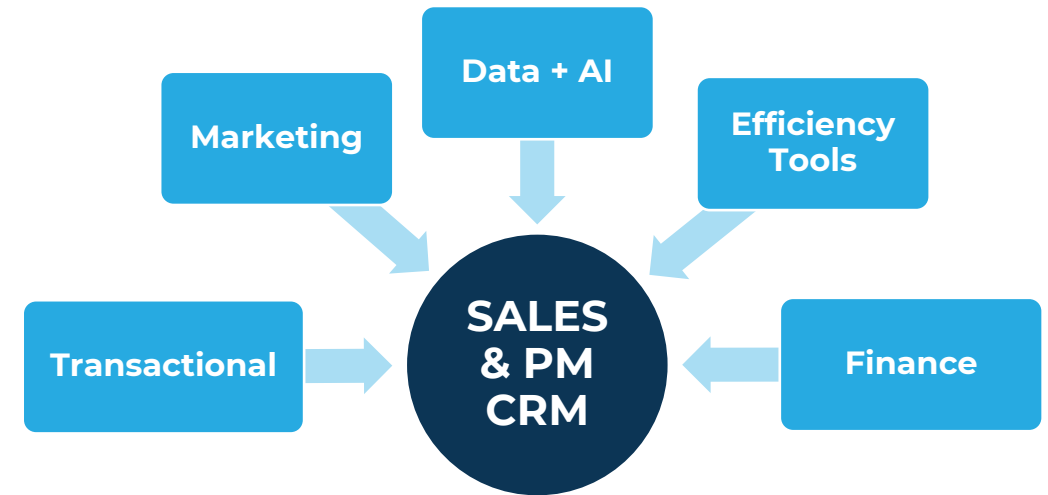 Data + AI
Marketing
Efficiency
Tools
Transactional
SALES
& PM
CRM
Finance